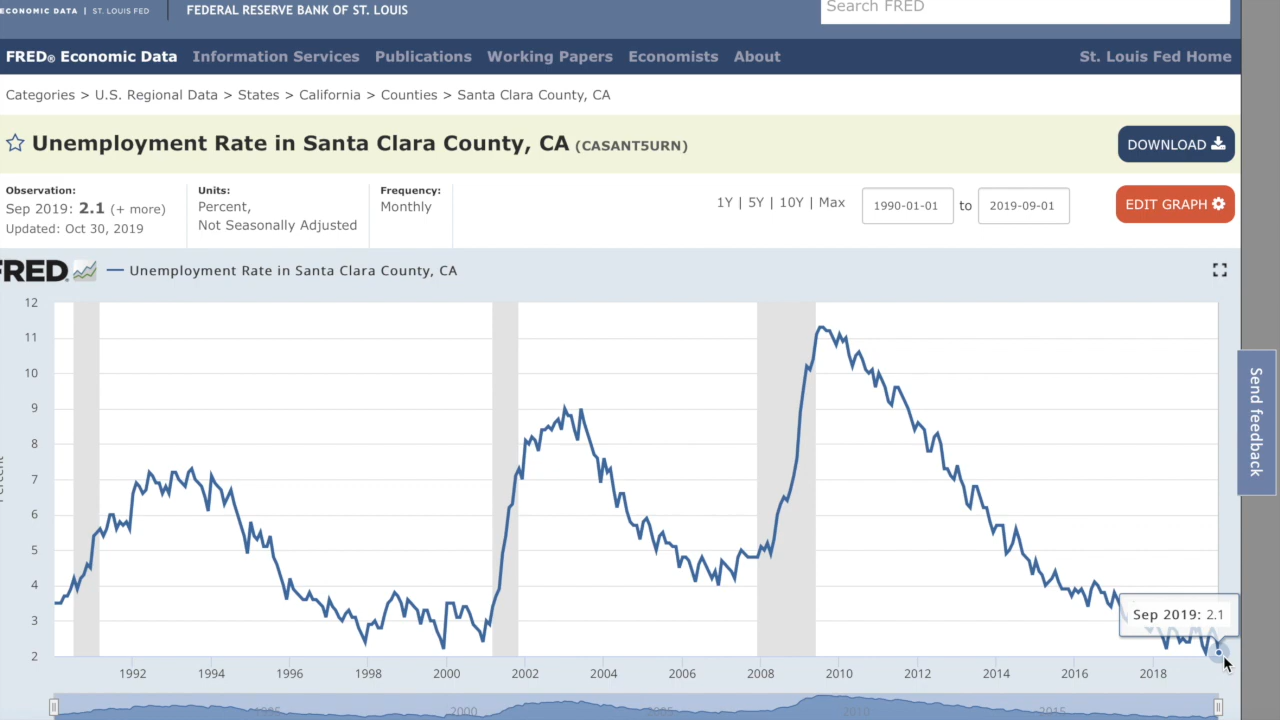 ECONOMIC DATA | ST. LOUIS FED
FEDERAL RESERVE BANK OF ST. LOUIS
Search FRED
FRED® Economic Data Information Services Publications Working Papers Economists About St. Louis Fed Home
Categories > U.S. Regional Data > States > California > Counties > Santa Clara County, CA
Unemployment Rate in Santa Clara County, CA (CASANT5URN)
DOWNLOAD
Observation:
Sep 2019: 2.1 (+ more)
Updated: Oct 30, 2019
Units:
Percent,
Not Seasonally Adjusted
Frequency:
Monthly
1Y | 5Y | 10Y | Max
1990-01-01 to 2019-09-01
EDIT GRAPH
FRED
Unemployment Rate in Santa Clara County, CA
12
11
10
9
8
7
6
5
4
3
2
Sep 2019: 2.1
1992 1994 1996 1998 2000 2002 2004 2006 2008 2010 2012 2014 2016 2018
1995 2000 2005 2010 2015
Send feedback